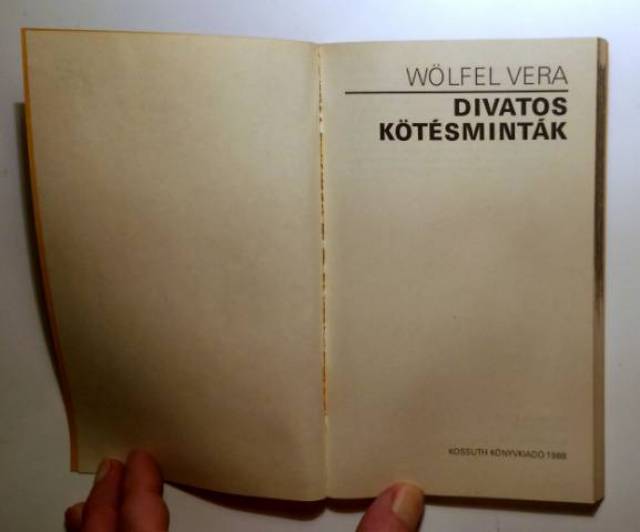 WÖLFEL VERA
DIVATOS
KÖTÉSMINTÁK
KOSSUTH KÖNYVKIADÓ 1988